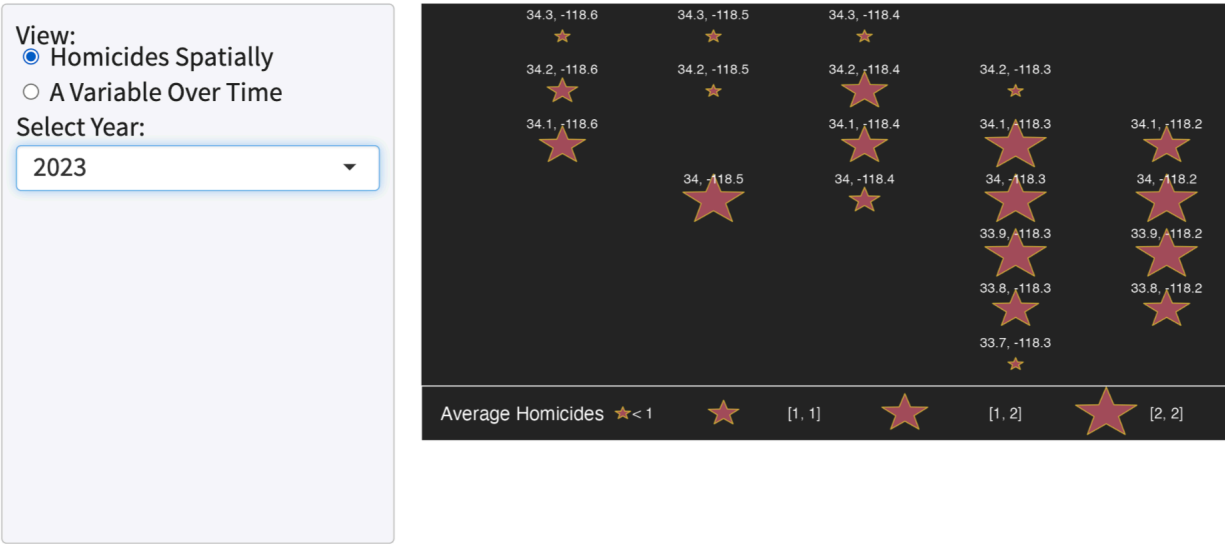 View:
Homicides Spatially
A Variable Over Time
Select Year:
2023
34.3, -118.6 34.3, -118.5 34.3, -118.4
34.2, -118.6 34.2, -118.5 34.2, -118.4 34.2, -118.3
34.1, -118.6 34.1, -118.4 34.1, -118.3 34.1, -118.2
34, -118.5 34, -118.4 34, -118.3 34, -118.2
33.9, -118.3 33.9, -118.2
33.8, -118.3 33.8, -118.2
33.7, -118.3
Average Homicides < 1 [1, 1] [1, 2] [2, 2]